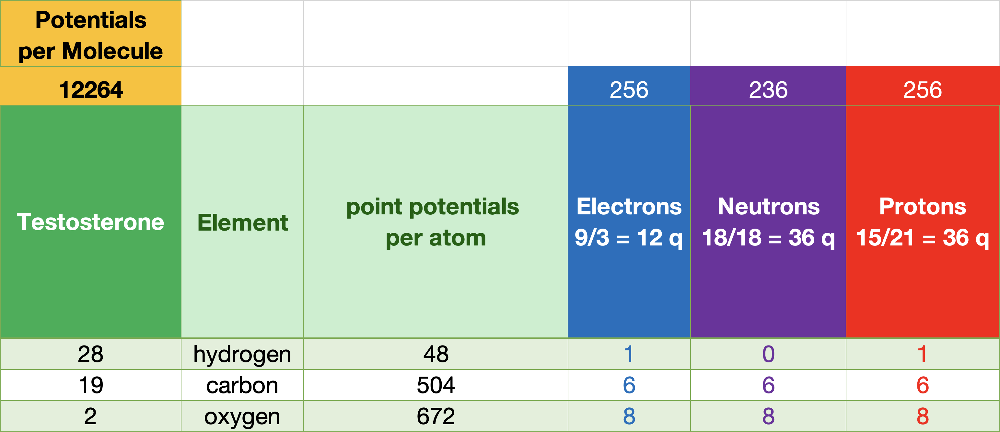 Potentials
per Molecule
12264 256 236 256
Testosterone Element point potentials
per atom Electrons
9/3 = 12 q Neutrons
18/18 = 36 q Protons
15/21 = 36 q
28 hydrogen 48 1 0 1
19 carbon 504 6 6 6
2 oxygen 672 8 8 8